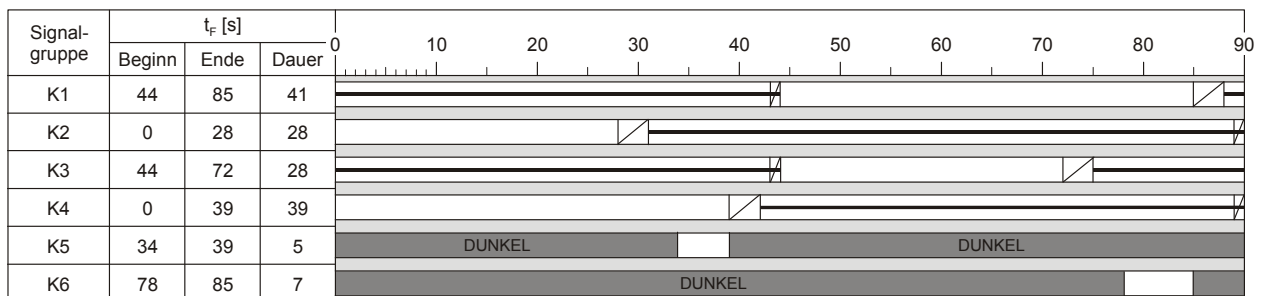 Signal-
gruppe
t_F [s]
Beginn Ende Dauer
0 10 20 30 40 50 60 70 80 90
K1 44 85 41
K2 0 28 28
K3 44 72 28
K4 0 39 39
K5 34 39 5 DUNKEL DUNKEL
K6 78 85 7 DUNKEL